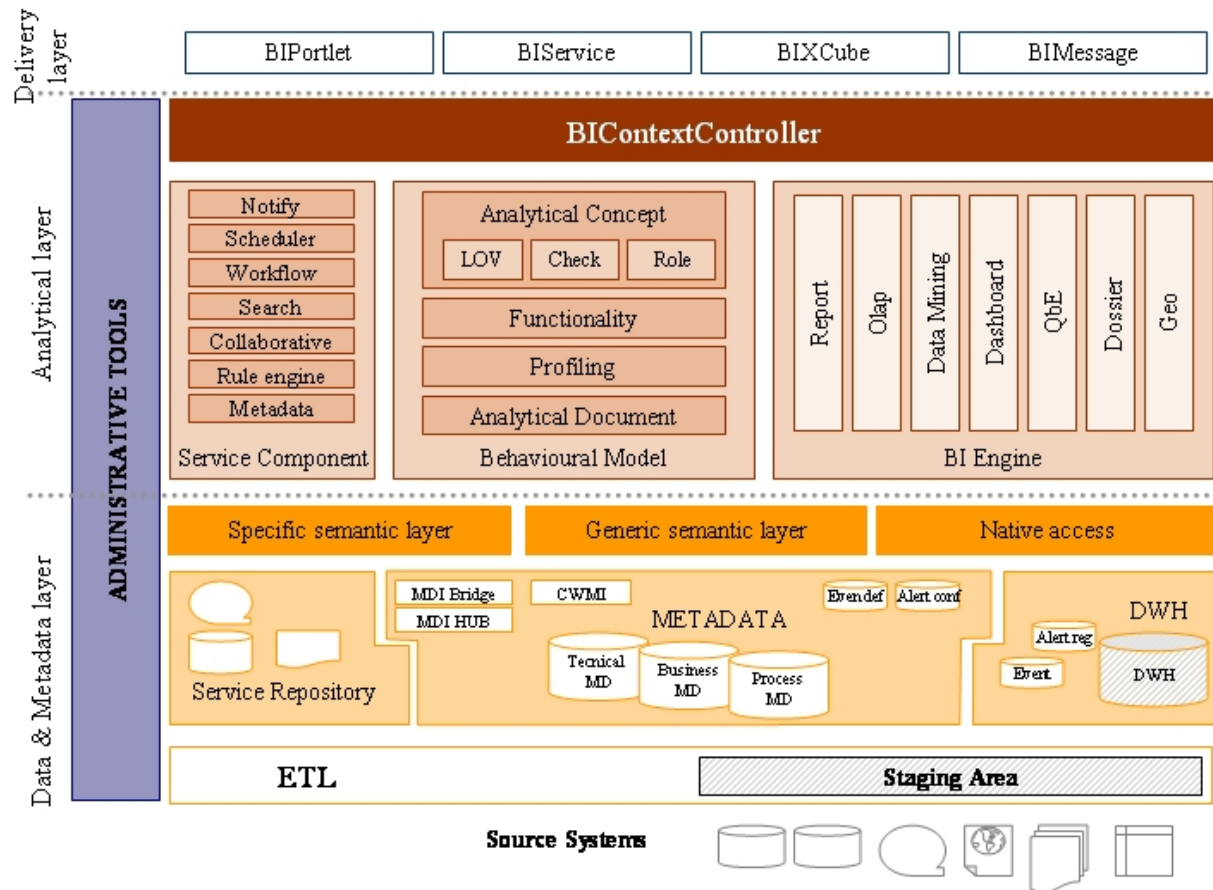 Delivery
layer
BIPortlet
BIService
BIXCube
BIMessage
ADMINISTRATIVE TOOLS
Analytical layer
BIContextController
Notify
Scheduler
Workflow
Search
Collaborative
Rule engine
Metadata
Service Component
Analytical Concept
LOV
Check
Role
Functionality
Profiling
Analytical Document
Behavioural Model
Report
Olap
Data Mining
Dashboard
QbE
Dossier
Geo
BI Engine
Data & Metadata layer
Specific semantic layer
Generic semantic layer
Native access
Service Repository
MDI Bridge
MDI HUB
CWMI
METADATA
Even def
Alert conf
Tecnical
MD
Business
MD
Process
MD
DWH
Alert reg
Event
DWH
ETL
Staging Area
Source Systems